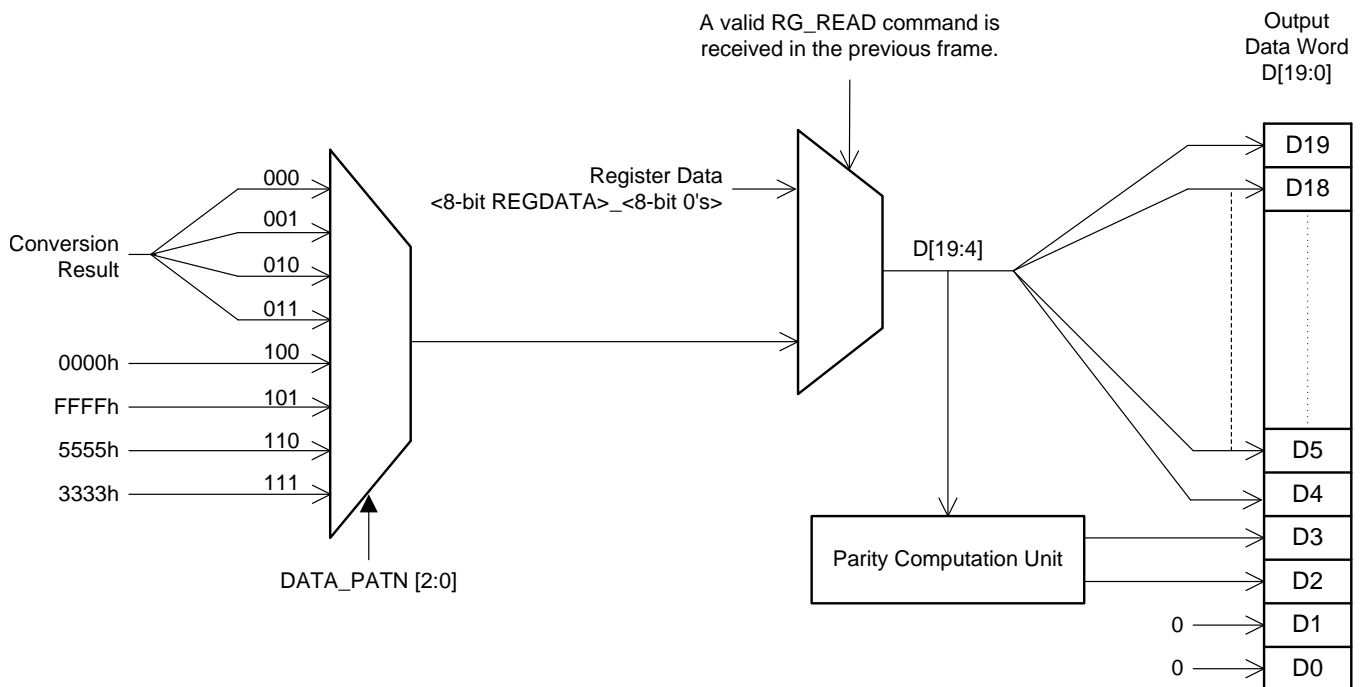 A valid RG_READ command is
received in the previous frame.
Output
Data Word
D[19:0]
Conversion
Result
000
001
010
011
0000h
100
FFFFh
101
5555h
110
3333h
111
DATA_PATN [2:0]
Register Data
<8-bit REGDATA>_<8-bit 0's>
D[19:4]
Parity Computation Unit
D19
D18
D5
D4
D3
D2
0
D1
0
D0